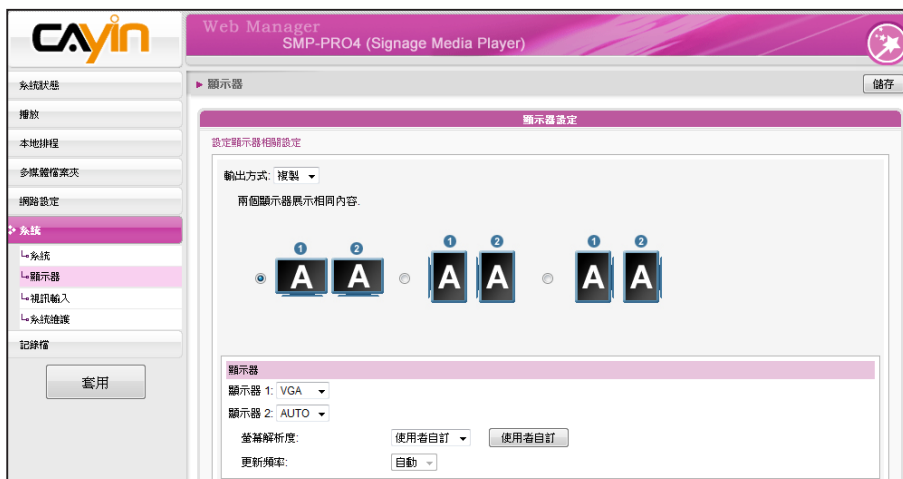 CAYIN
Web Manager
SMP-PRO4 (Signage Media Player)
系統狀態
播放
本地排程
多媒體檔案夾
網路設定
系統
系統
顯示器
視訊輸入
系統維護
記錄檔
套用
顯示器
儲存
顯示器設定
設定顯示器相關設定
輸出方式: 複製
兩個顯示器展示相同內容.
1 2 1 2 1 2
A A A A A A
顯示器
顯示器 1: VGA
顯示器 2: AUTO
螢幕解析度: 使用者自訂 使用者自訂
更新頻率: 自動